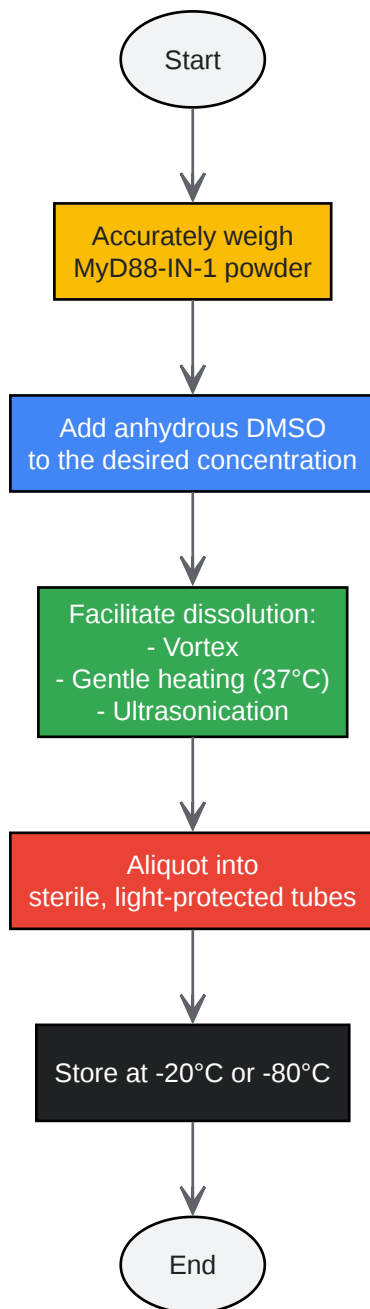 Start
Accurately weigh
MyD88-IN-1 powder
Add anhydrous DMSO
to the desired concentration
Facilitate dissolution:
- Vortex
- Gentle heating (37°C)
- Ultrasonication
Aliquot into
sterile, light-protected tubes
Store at -20°C or -80°C
End